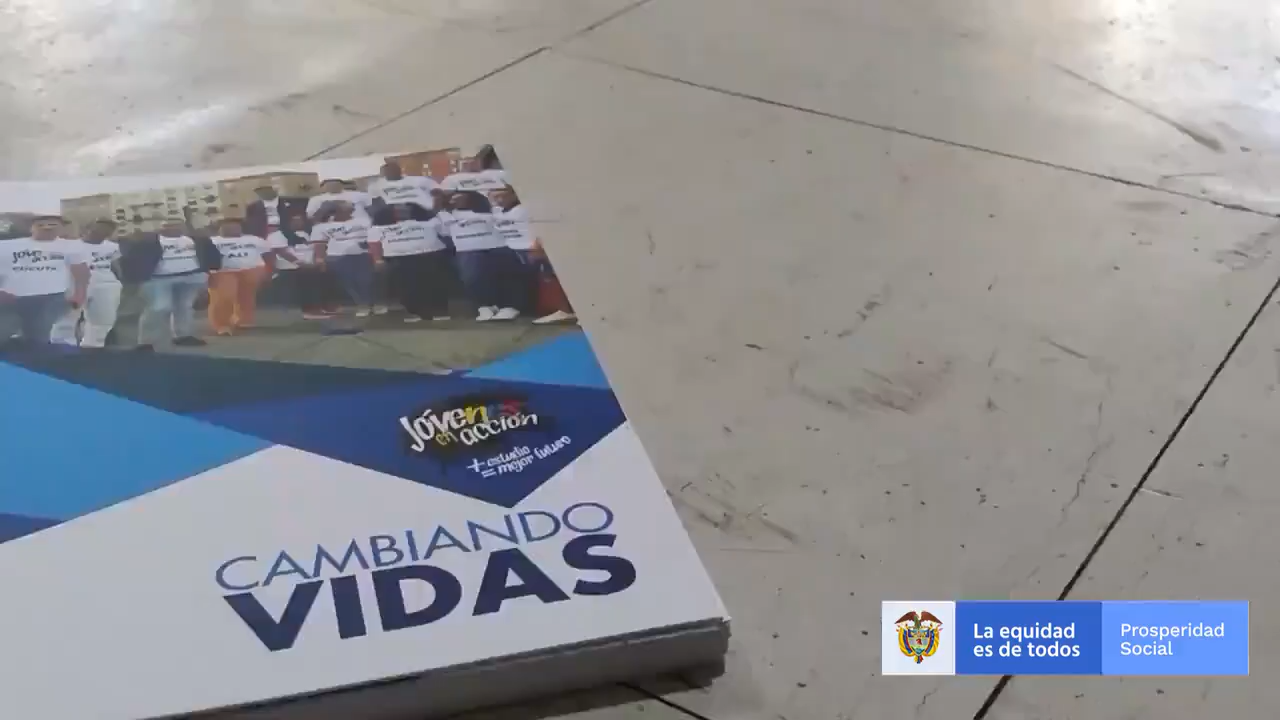 Jóvenes
en acción
+ estudio
= mejor futuro
CAMBIANDO
VIDAS
La equidad
es de todos
Prosperidad
Social